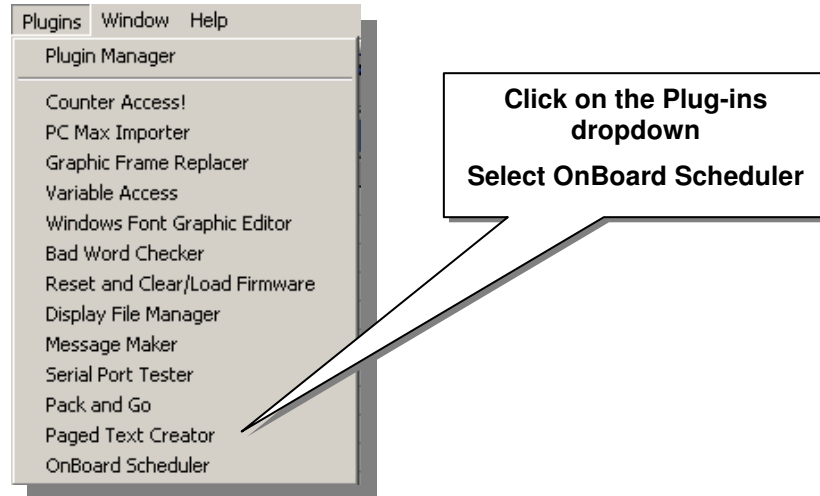 Plugins Window Help
Plugin Manager
Counter Access!
PC Max Importer
Graphic Frame Replacer
Variable Access
Windows Font Graphic Editor
Bad Word Checker
Reset and Clear/Load Firmware
Display File Manager
Message Maker
Serial Port Tester
Pack and Go
Paged Text Creator
OnBoard Scheduler
Click on the Plug-ins
dropdown
Select OnBoard Scheduler